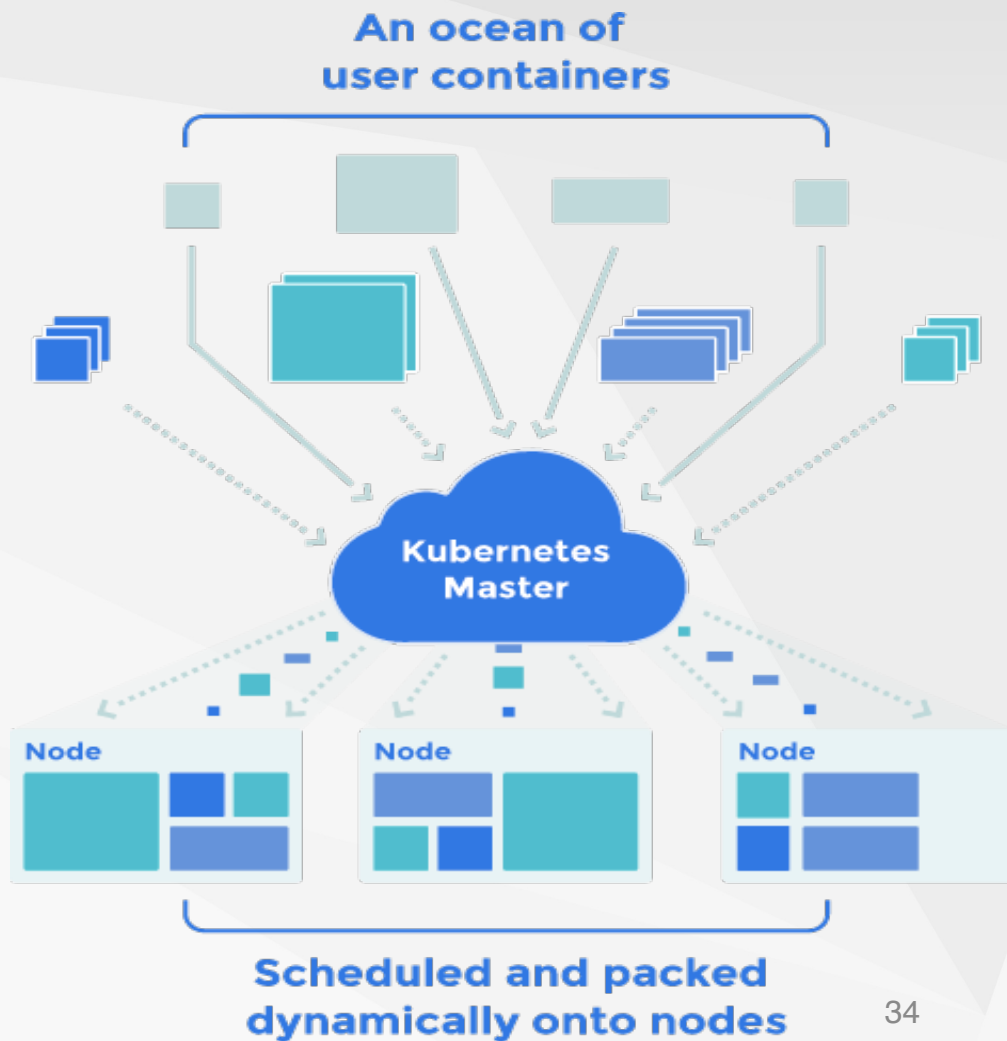 An ocean of
user containers
Kubernetes
Master
Node
Node
Node
Scheduled and packed
dynamically onto nodes
34